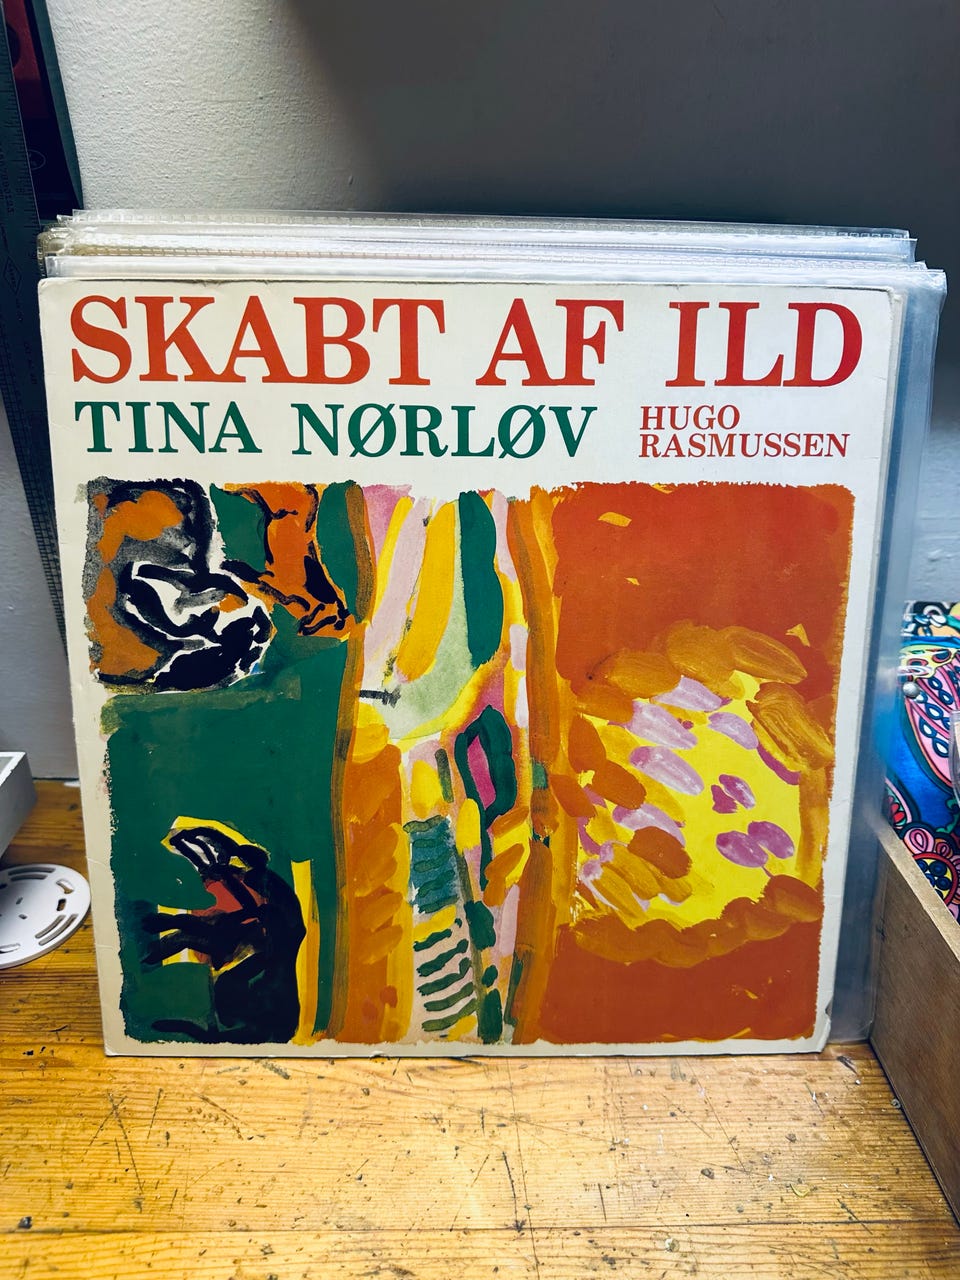 SKABT AF ILD
TINA NØRLØV
HUGO
RASMUSSEN